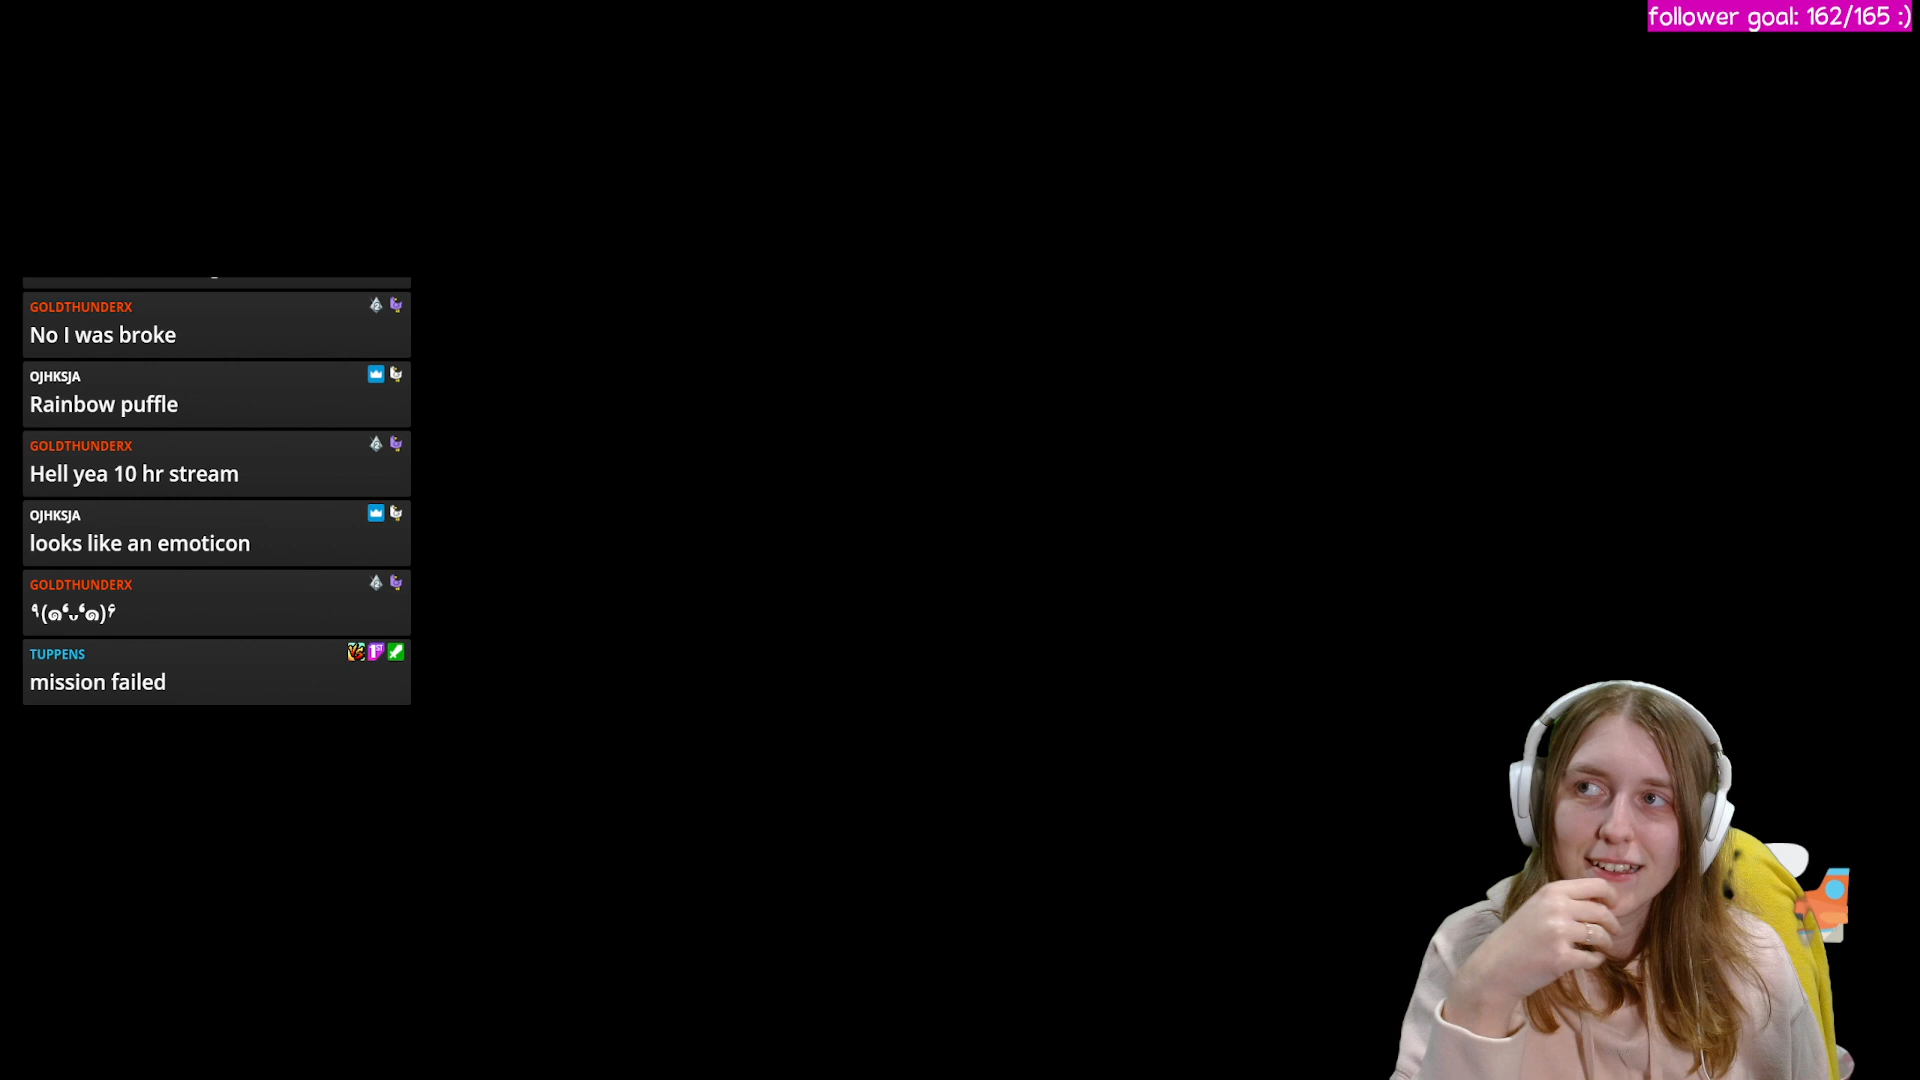 follower goal: 162/165 :)
GOLDTHUNDERX
No I was broke
OJHKSJA
Rainbow puffle
GOLDTHUNDERX
Hell yea 10 hr stream
OJHKSJA
looks like an emoticon
GOLDTHUNDERX
٩(๑❛ᴗ❛๑)۶
TUPPENS
1ST
mission failed